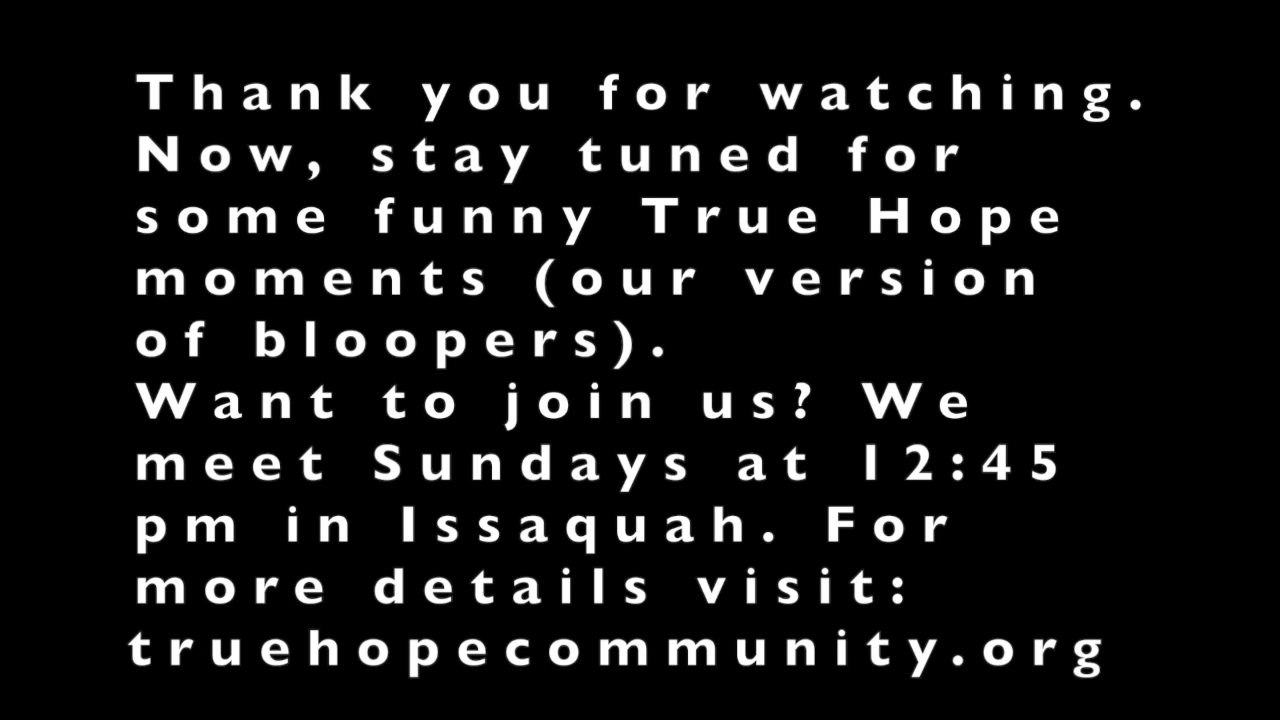 Thank you for watching.
Now, stay tuned for
some funny True Hope
moments (our version
of bloopers).
Want to join us? We
meet Sundays at 12:45
pm in Issaquah. For
more details visit:
truehopecommunity.org